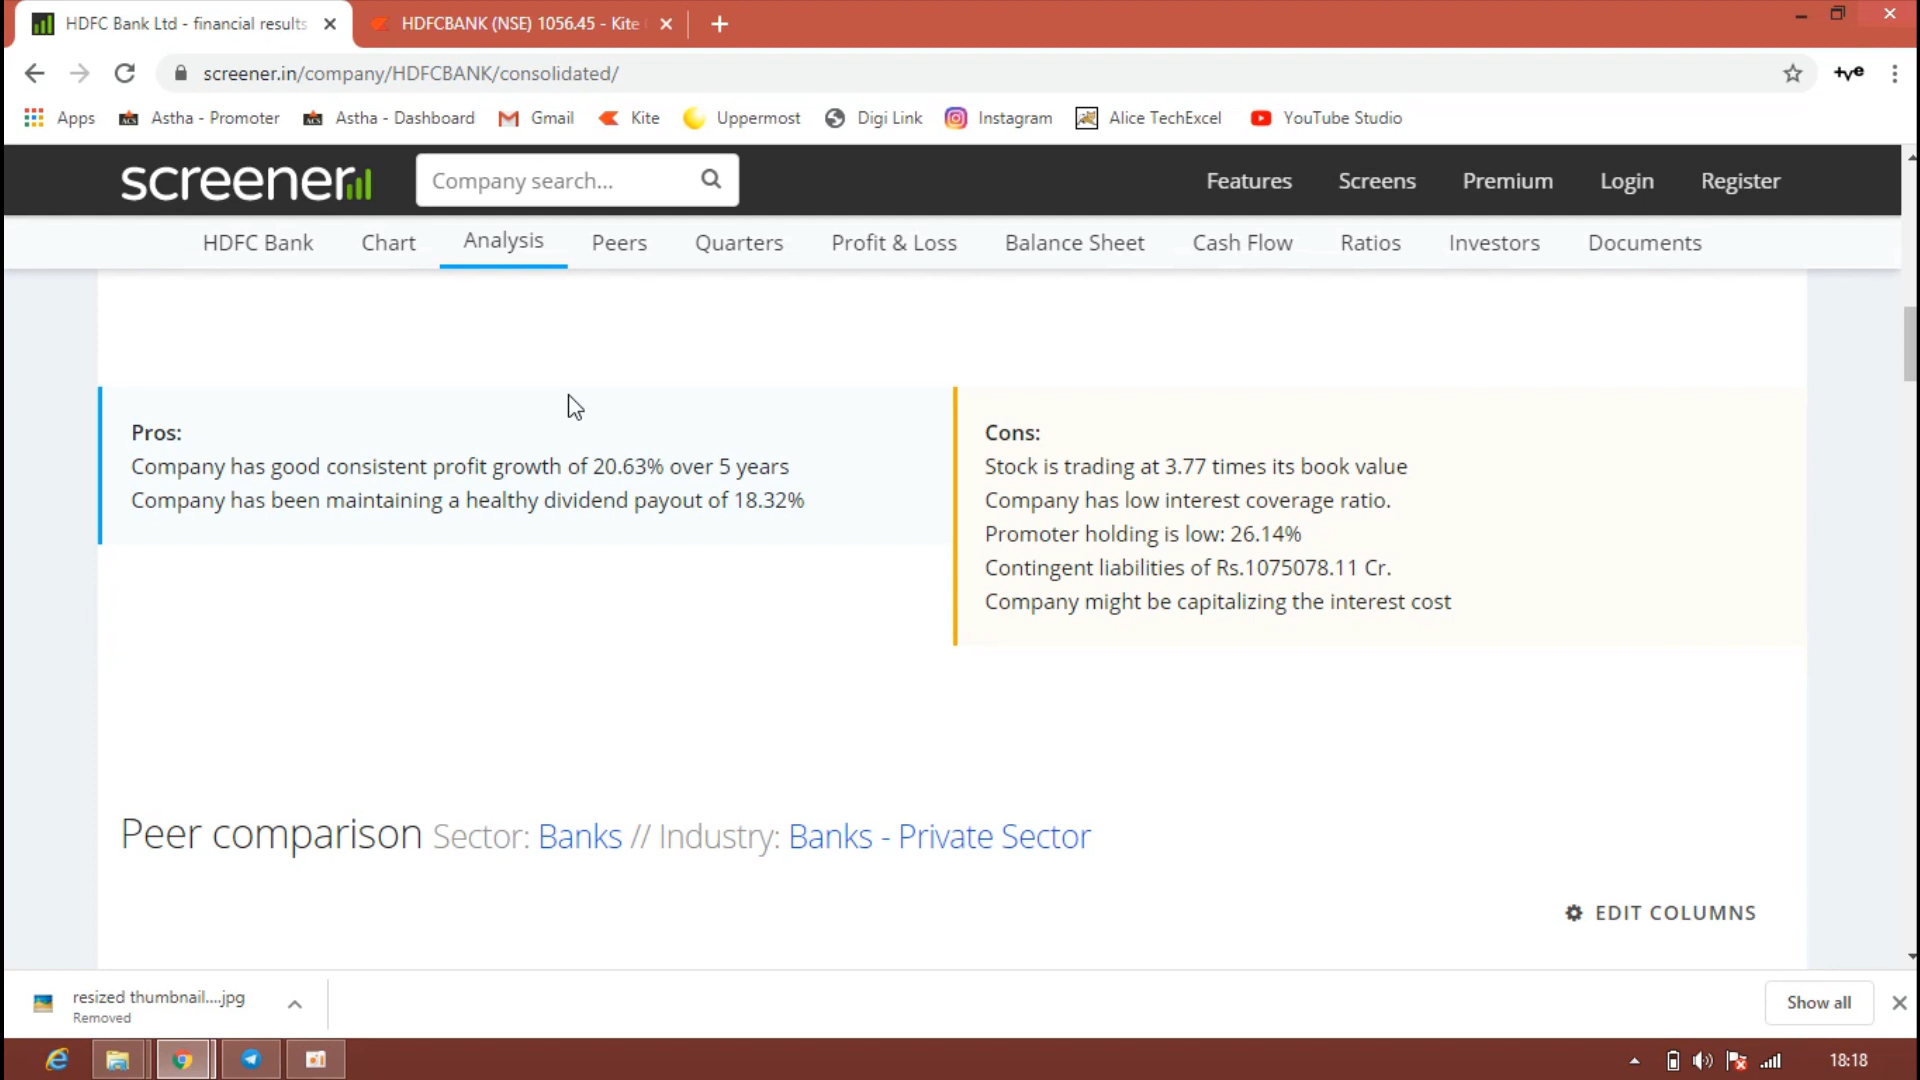 HDFC Bank Ltd - financial results
HDFCBANK (NSE) 1056.45 - Kite
screener.in/company/HDFCBANK/consolidated/
+ve
Apps
ACS Astha - Promoter
ACS Astha - Dashboard
Gmail
Kite
Uppermost
Digi Link
Instagram
Alice TechExcel
YouTube Studio
screener
Company search...
Features
Screens
Premium
Login
Register
HDFC Bank
Chart
Analysis
Peers
Quarters
Profit & Loss
Balance Sheet
Cash Flow
Ratios
Investors
Documents
Pros:
Company has good consistent profit growth of 20.63% over 5 years
Company has been maintaining a healthy dividend payout of 18.32%
Cons:
Stock is trading at 3.77 times its book value
Company has low interest coverage ratio.
Promoter holding is low: 26.14%
Contingent liabilities of Rs.1075078.11 Cr.
Company might be capitalizing the interest cost
Peer comparison Sector: Banks // Industry: Banks - Private Sector
EDIT COLUMNS
resized thumbnail....jpg
Removed
Show all
18:18